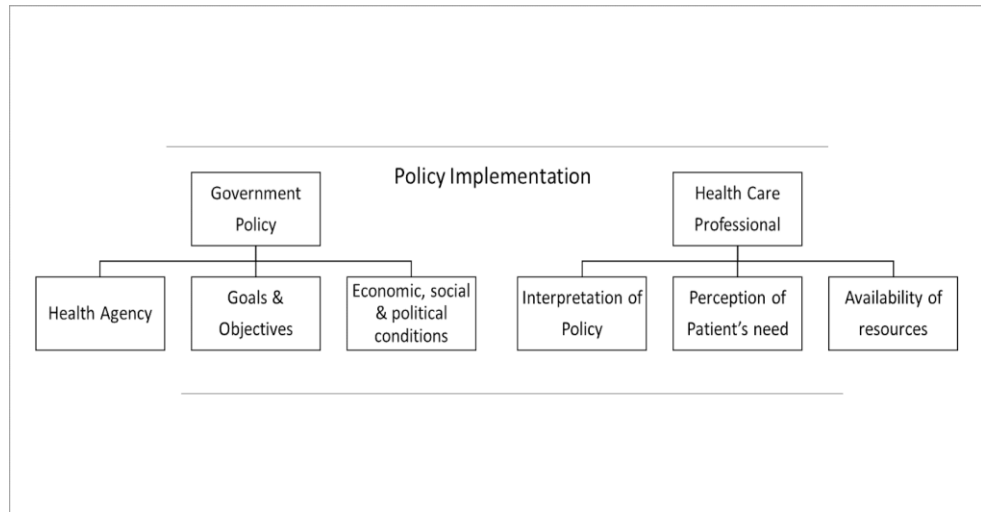 Policy Implementation
Government
Policy
Health Care
Professional
Health Agency
Goals &
Objectives
Economic, social
& political
conditions
Interpretation of
Policy
Perception of
Patient's need
Availability of
resources